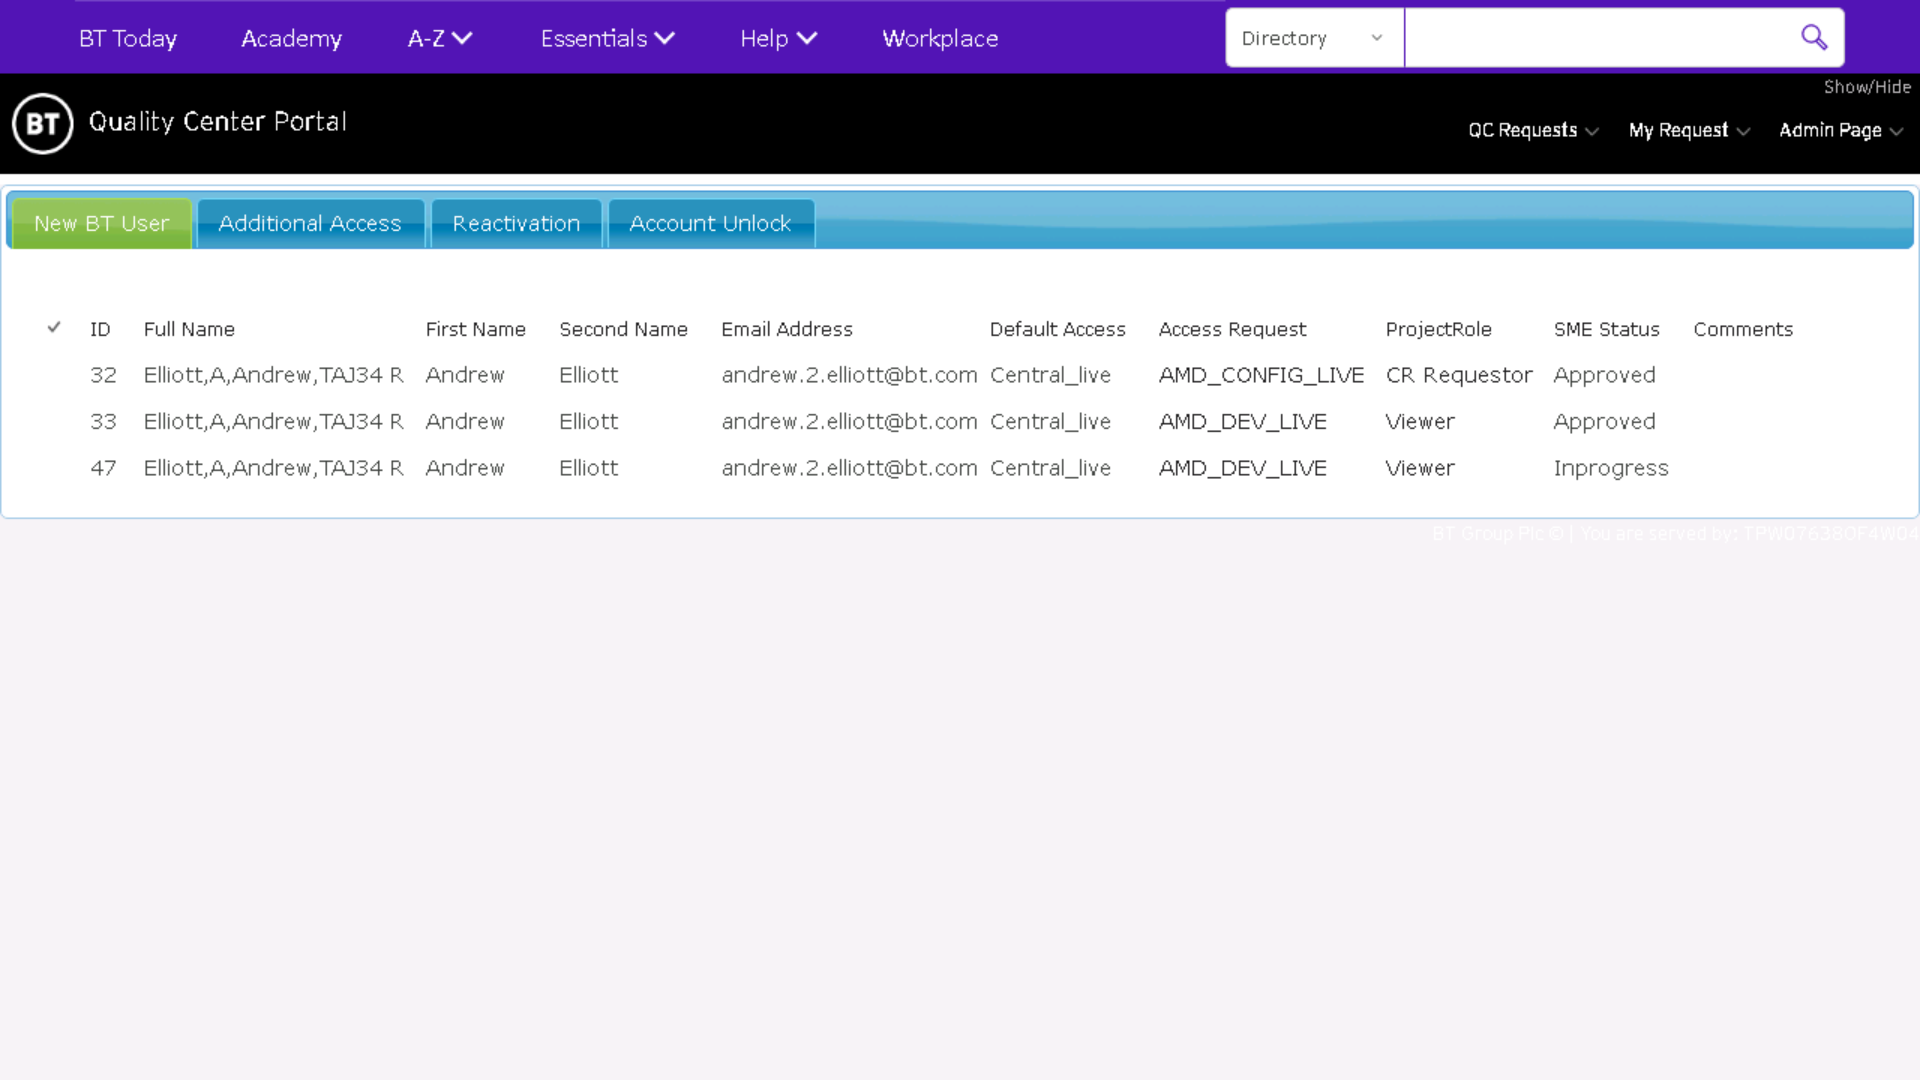 BT Today Academy A-Z Essentials Help Workplace Directory
Show/Hide
BT Quality Center Portal QC Requests My Request Admin Page
New BT User Additional Access Reactivation Account Unlock
ID Full Name First Name Second Name Email Address Default Access Access Request ProjectRole SME Status Comments
32 Elliott,A,Andrew,TAJ34 R Andrew Elliott andrew.2.elliott@bt.com Central_live AMD_CONFIG_LIVE CR Requestor Approved
33 Elliott,A,Andrew,TAJ34 R Andrew Elliott andrew.2.elliott@bt.com Central_live AMD_DEV_LIVE Viewer Approved
47 Elliott,A,Andrew,TAJ34 R Andrew Elliott andrew.2.elliott@bt.com Central_live AMD_DEV_LIVE Viewer Inprogress
BT Group Plc © | You are served by: